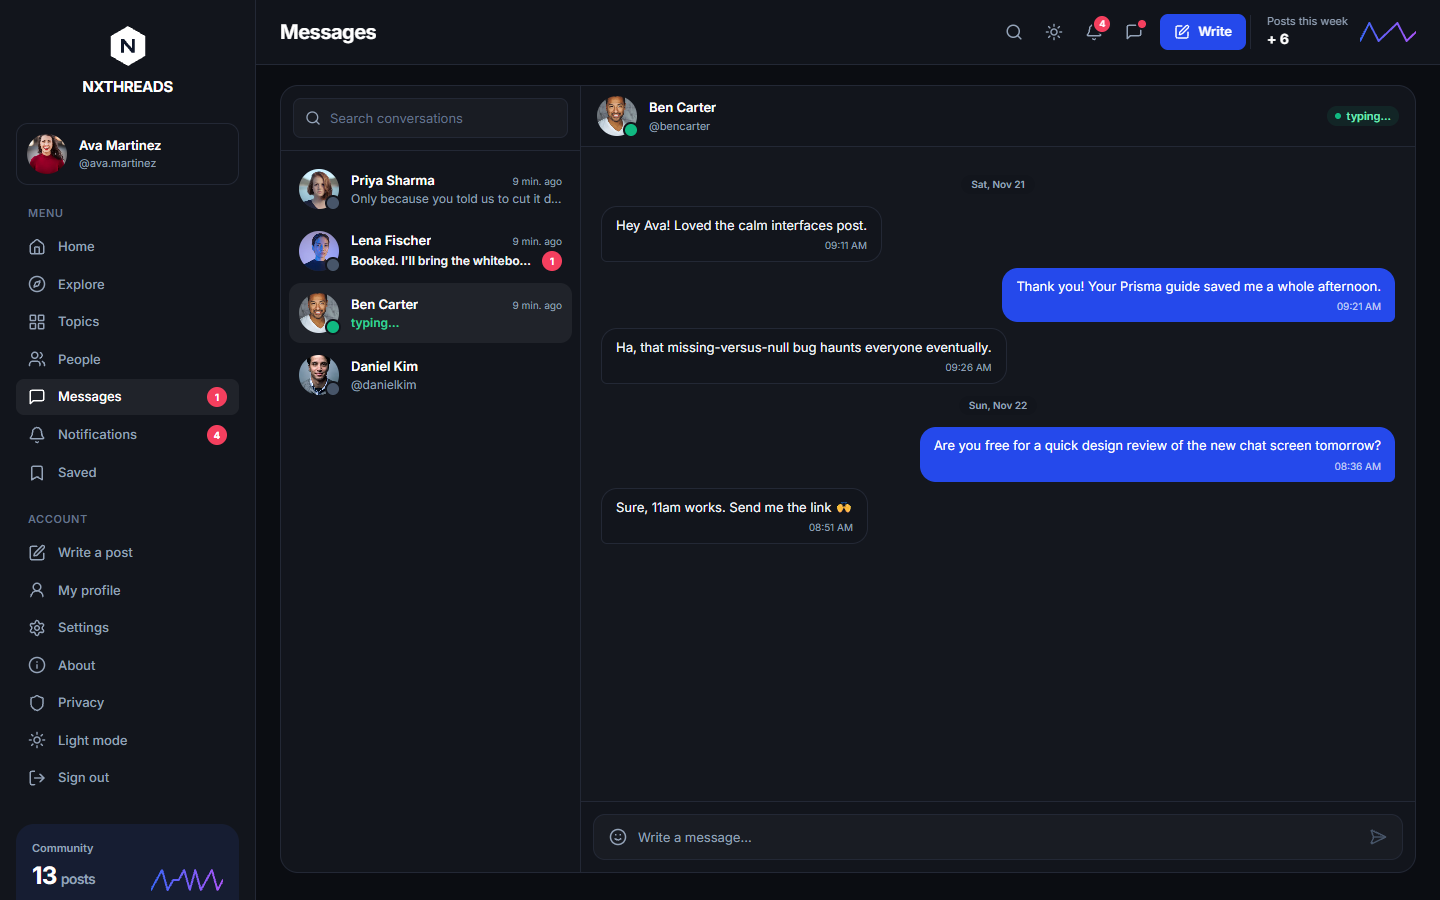 N
NXTHREADS
Ava Martinez
@ava.martinez
MENU
Home
Explore
Topics
People
Messages
1
Notifications
4
Saved
ACCOUNT
Write a post
My profile
Settings
About
Privacy
Light mode
Sign out
Community
13 posts
Messages
4
Write
Posts this week
+ 6
Search conversations
Priya Sharma
9 min. ago
Only because you told us to cut it d...
Lena Fischer
9 min. ago
Booked. I'll bring the whitebo...
1
Ben Carter
9 min. ago
typing...
Daniel Kim
@danielkim
Ben Carter
@bencarter
typing...
Sat, Nov 21
Hey Ava! Loved the calm interfaces post.
09:11 AM
Thank you! Your Prisma guide saved me a whole afternoon.
09:21 AM
Ha, that missing-versus-null bug haunts everyone eventually.
09:26 AM
Sun, Nov 22
Are you free for a quick design review of the new chat screen tomorrow?
08:36 AM
Sure, 11am works. Send me the link 🙌
08:51 AM
Write a message...